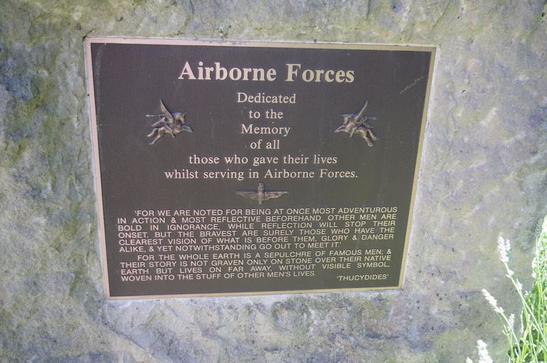 Airborne Forces
Dedicated
to the
Memory
of all
those who gave their lives
whilst serving in Airborne Forces.
'FOR WE ARE NOTED FOR BEING AT ONCE MOST ADVENTUROUS
IN ACTION & MOST REFLECTIVE BEFOREHAND. OTHER MEN ARE
BOLD IN IGNORANCE, WHILE REFLECTION WILL STOP THEIR
ONSET. BUT THE BRAVEST ARE SURELY THOSE WHO HAVE THE
CLEAREST VISION OF WHAT IS BEFORE THEM, GLORY & DANGER
ALIKE, & YET NOTWITHSTANDING GO OUT TO MEET IT.
FOR THE WHOLE EARTH IS A SEPULCHRE OF FAMOUS MEN; &
THEIR STORY IS NOT GRAVEN ONLY ON STONE OVER THEIR NATIVE
EARTH BUT LIVES ON FAR AWAY, WITHOUT VISIBLE SYMBOL,
WOVEN INTO THE STUFF OF OTHER MEN'S LIVES.
'THUCYDIDES'